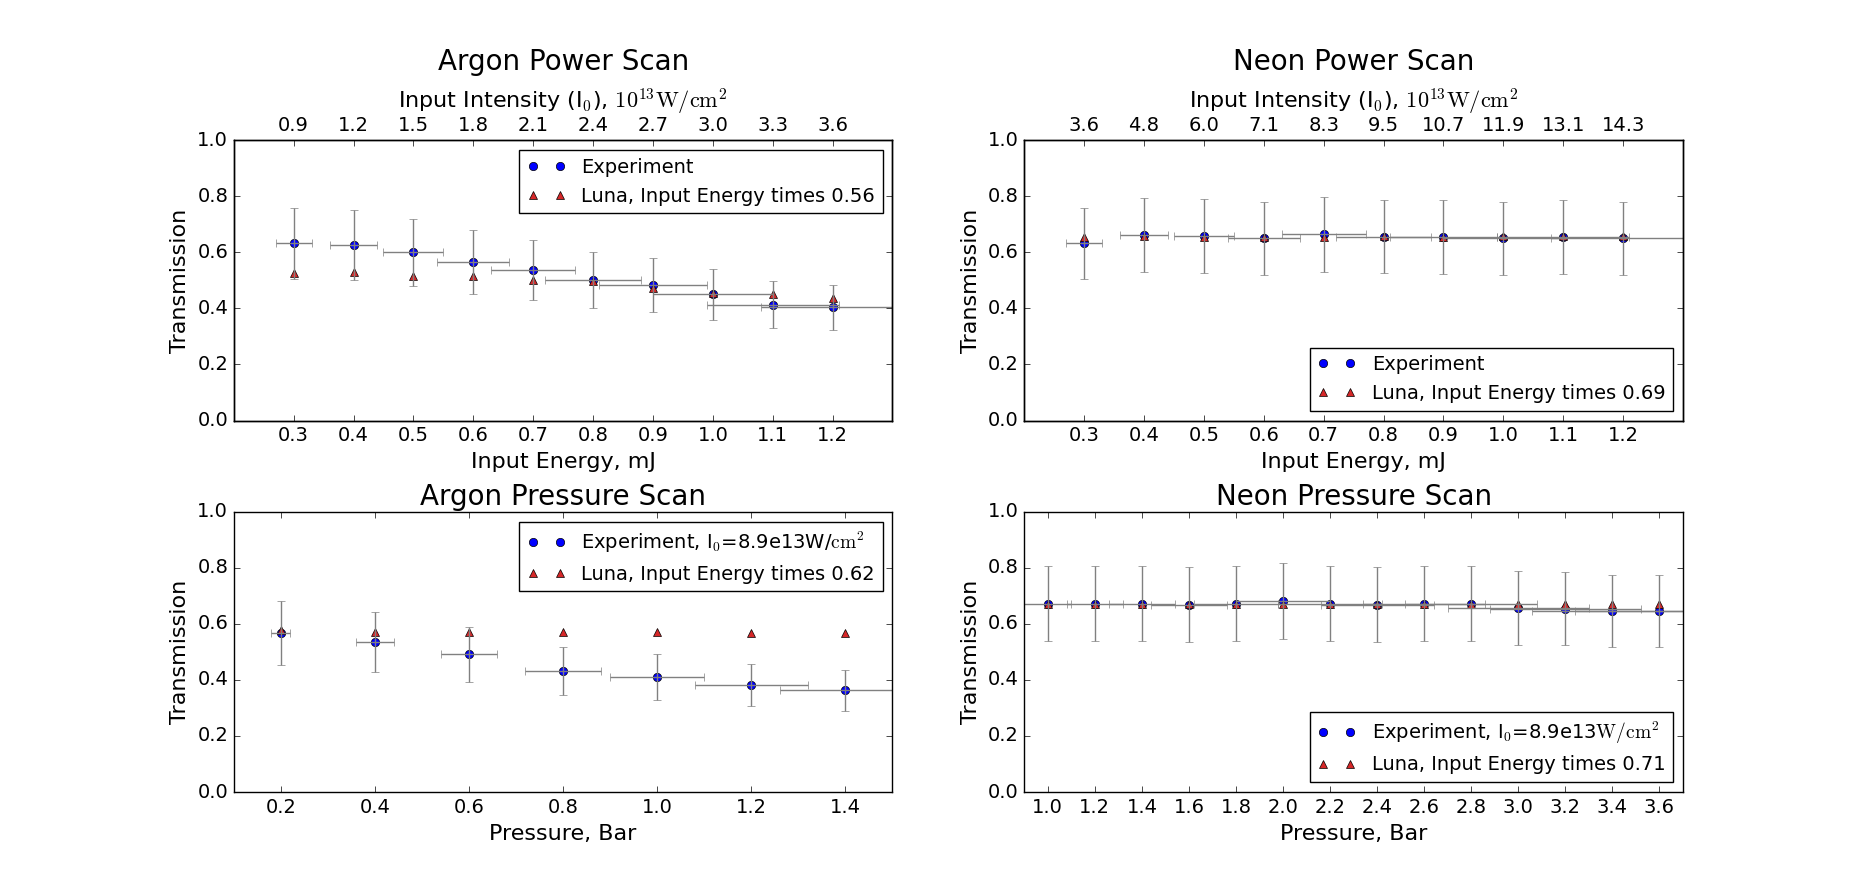 Argon Power Scan
Input Intensity (I₀), 10¹³W/cm²
0.9 1.2 1.5 1.8 2.1 2.4 2.7 3.0 3.3 3.6
1.0
0.8
0.6
0.4
0.2
0.0
Transmission
Experiment
Luna, Input Energy times 0.56
0.3 0.4 0.5 0.6 0.7 0.8 0.9 1.0 1.1 1.2
Input Energy, mJ
Neon Power Scan
Input Intensity (I₀), 10¹³W/cm²
3.6 4.8 6.0 7.1 8.3 9.5 10.7 11.9 13.1 14.3
1.0
0.8
0.6
0.4
0.2
0.0
Transmission
Experiment
Luna, Input Energy times 0.69
0.3 0.4 0.5 0.6 0.7 0.8 0.9 1.0 1.1 1.2
Input Energy, mJ
Argon Pressure Scan
1.0
0.8
0.6
0.4
0.2
0.0
Transmission
Experiment, I₀=8.9e13W/cm²
Luna, Input Energy times 0.62
0.2 0.4 0.6 0.8 1.0 1.2 1.4
Pressure, Bar
Neon Pressure Scan
1.0
0.8
0.6
0.4
0.2
0.0
Transmission
Experiment, I₀=8.9e13W/cm²
Luna, Input Energy times 0.71
1.0 1.2 1.4 1.6 1.8 2.0 2.2 2.4 2.6 2.8 3.0 3.2 3.4 3.6
Pressure, Bar